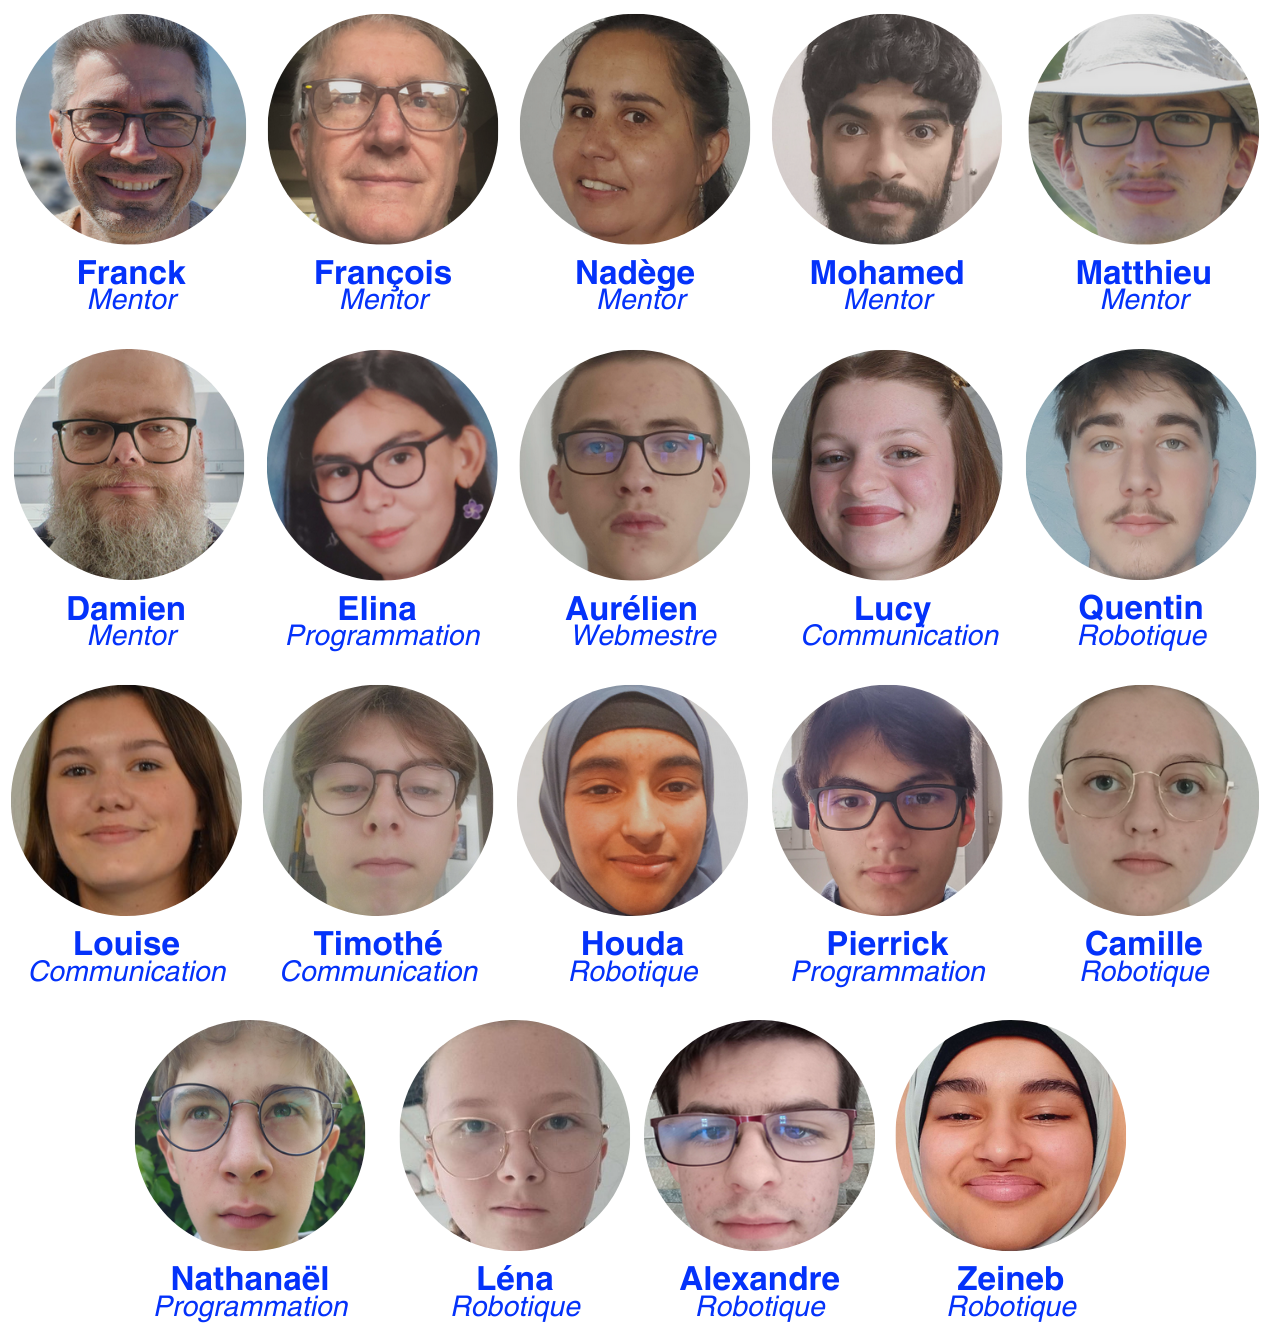 Franck
Mentor
François
Mentor
Nadège
Mentor
Mohamed
Mentor
Matthieu
Mentor
Damien
Mentor
Elina
Programmation
Aurélien
Webmestre
Lucy
Communication
Quentin
Robotique
Louise
Communication
Timothé
Communication
Houda
Robotique
Pierrick
Programmation
Camille
Robotique
Nathanaël
Programmation
Léna
Robotique
Alexandre
Robotique
Zeineb
Robotique